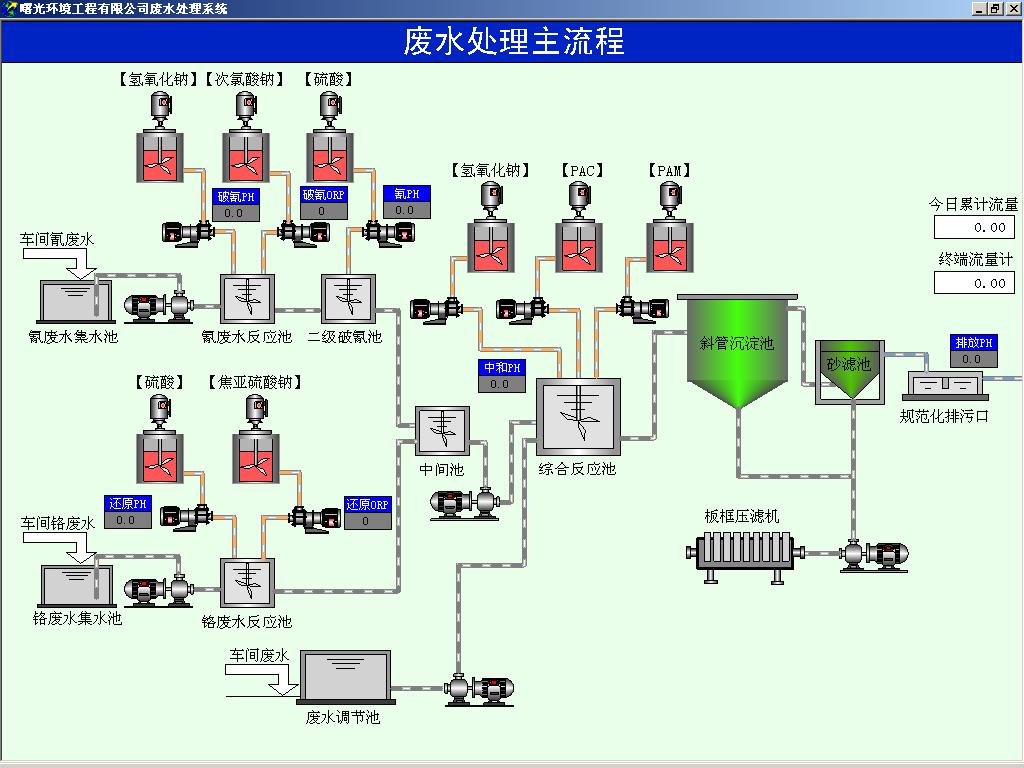 曙光环境工程有限公司废水处理系统
废水处理主流程
【氢氧化钠】【次氯酸钠】 【硫酸】
【氢氧化钠】 【PAC】 【PAM】
破氰PH
0.0
破氰ORP
0
氰PH
0.0
今日累计流量
0.00
终端流量计
0.00
车间氰废水
氰废水集水池
氰废水反应池
二级破氰池
斜管沉淀池
砂滤池
排放PH
0.0
规范化排污口
中和PH
0.0
【硫酸】 【焦亚硫酸钠】
中间池
综合反应池
还原PH
0.0
还原ORP
0
车间铬废水
板框压滤机
铬废水集水池
铬废水反应池
车间废水
废水调节池